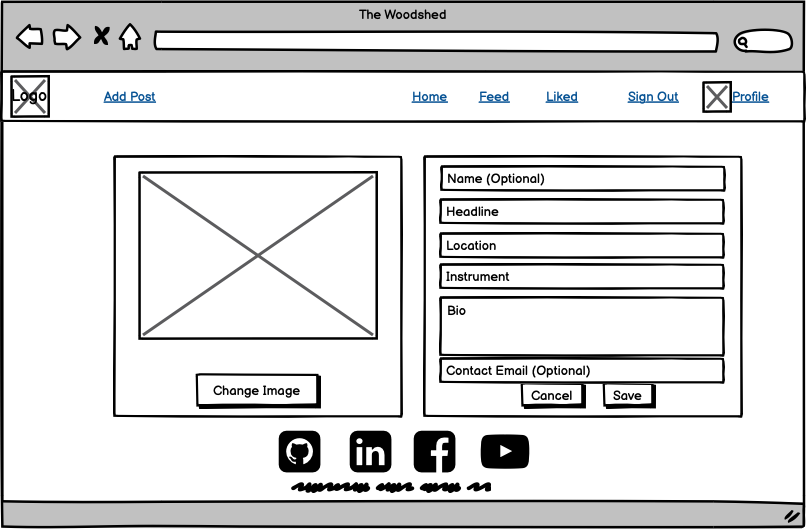 The Woodshed
Logo Add Post Home Feed Liked Sign Out Profile
Name (Optional)
Headline
Location
Instrument
Bio
Contact Email (Optional)
Change Image
Cancel Save